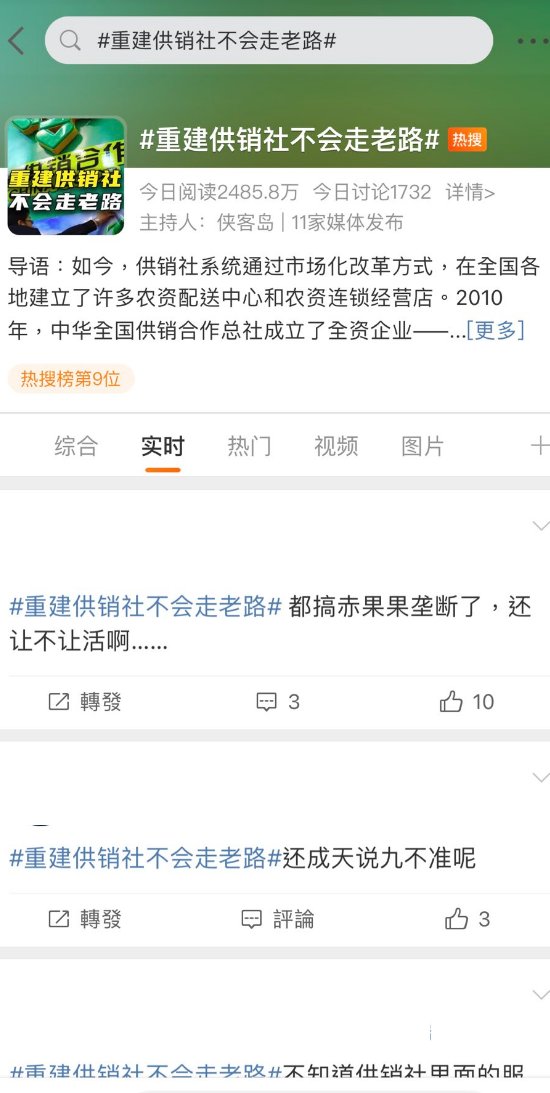 #重建供销社不会走老路#
#重建供销社不会走老路# 热搜
供销合作
重建供销社
不会走老路
今日阅读2485.8万 今日讨论1732 详情>
主持人：侠客岛 | 11家媒体发布
导语：如今，供销社系统通过市场化改革方式，在全国各
地建立了许多农资配送中心和农资连锁经营店。2010
年，中华全国供销合作总社成立了全资企业——...[更多]
热搜榜第9位
综合 实时 热门 视频 图片
#重建供销社不会走老路# 都搞赤果果垄断了，还
让不让活啊......
轉發 3 10
#重建供销社不会走老路#还成天说九不准呢
轉發 評論 3
#重建供销社不会走老路#不知道供销社里面的服